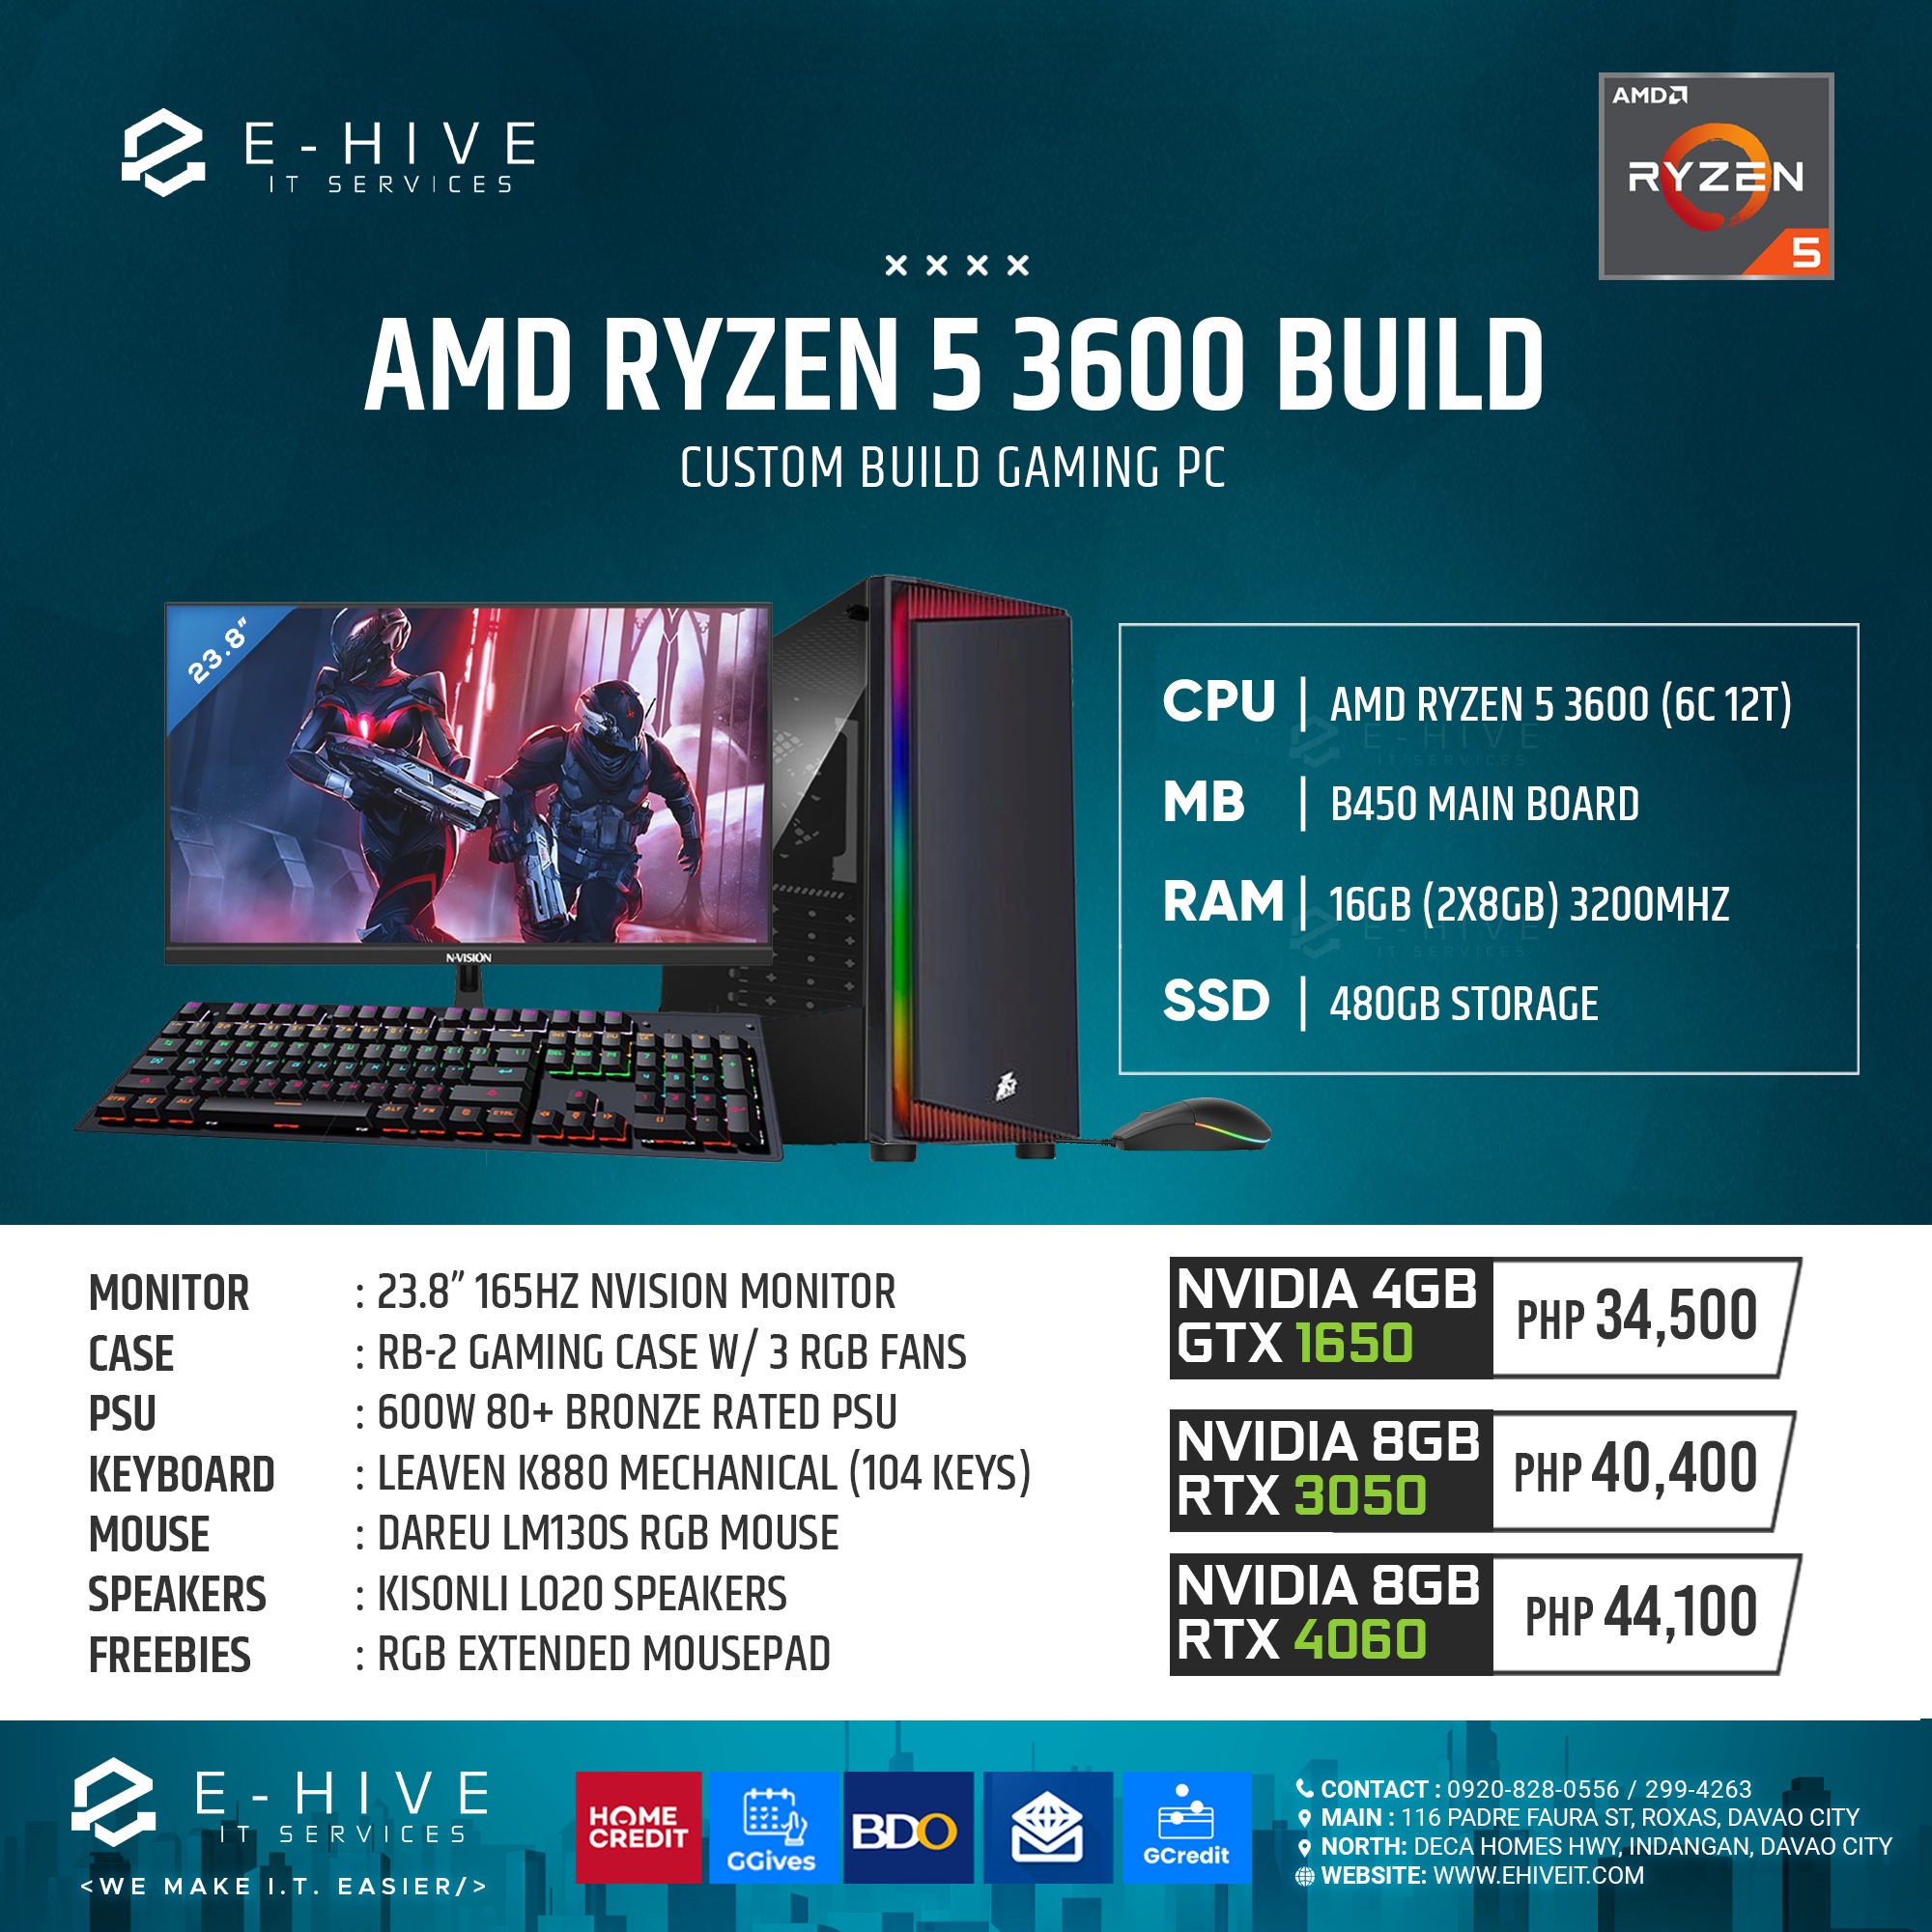 E-HIVE
IT SERVICES
AMD
RYZEN
5
××××
AMD RYZEN 5 3600 BUILD
CUSTOM BUILD GAMING PC
23.8"
N-VISION
CPU | AMD RYZEN 5 3600 (6C 12T)
MB | B450 MAIN BOARD
RAM | 16GB (2X8GB) 3200MHZ
SSD | 480GB STORAGE
E-HIVE
IT SERVICES
E-HIVE
IT SERVICES
MONITOR : 23.8” 165HZ NVISION MONITOR
CASE : RB-2 GAMING CASE W/ 3 RGB FANS
PSU : 600W 80+ BRONZE RATED PSU
KEYBOARD : LEAVEN K880 MECHANICAL (104 KEYS)
MOUSE : DAREU LM130S RGB MOUSE
SPEAKERS : KISONLI L020 SPEAKERS
FREEBIES : RGB EXTENDED MOUSEPAD
NVIDIA 4GB
GTX 1650
PHP 34,500
NVIDIA 8GB
RTX 3050
PHP 40,400
NVIDIA 8GB
RTX 4060
PHP 44,100
E-HIVE
IT SERVICES
<WE MAKE I.T. EASIER/>
HOME
CREDIT
GGives
BDO
GCredit
CONTACT : 0920-828-0556 / 299-4263
MAIN : 116 PADRE FAURA ST, ROXAS, DAVAO CITY
NORTH: DECA HOMES HWY, INDANGAN, DAVAO CITY
WEBSITE: WWW.EHIVEIT.COM